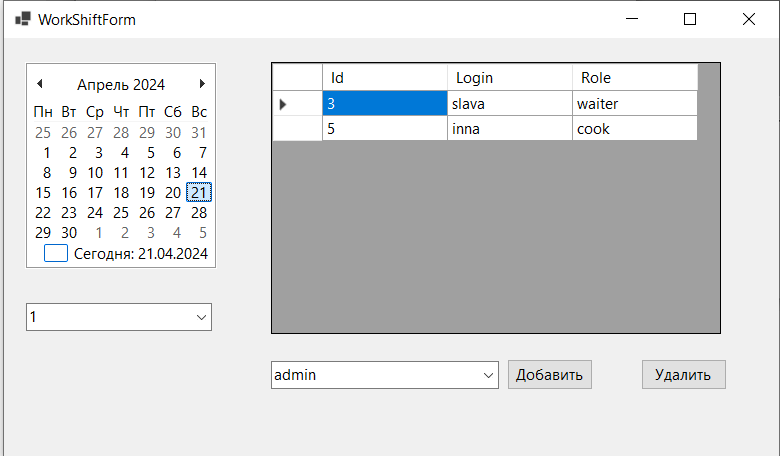 WorkShiftForm
Апрель 2024
Пн Вт Ср Чт Пт Сб Вс
25 26 27 28 29 30 31
1 2 3 4 5 6 7
8 9 10 11 12 13 14
15 16 17 18 19 20 21
22 23 24 25 26 27 28
29 30 1 2 3 4 5
Сегодня: 21.04.2024
1
Id Login Role
3 slava waiter
5 inna cook
admin
Добавить
Удалить